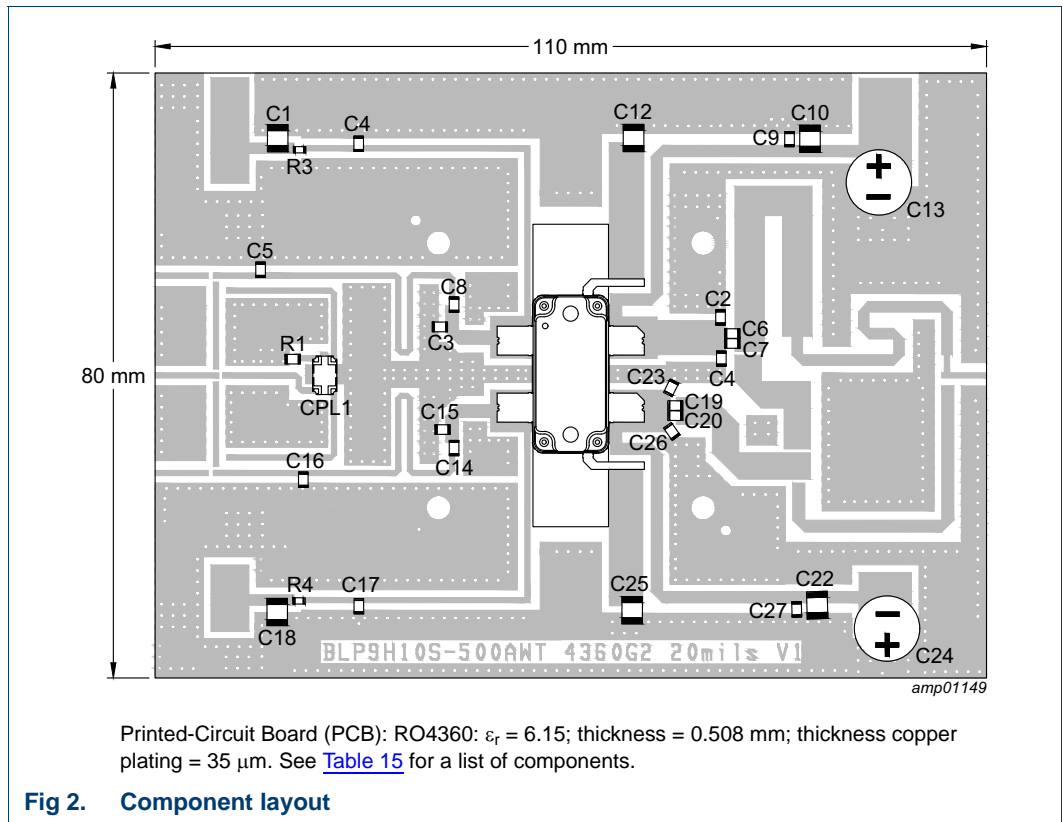 110 mm
80 mm
C1
C4
R3
C12
C9
C10
C13
C5
C8
C3
C2
C6
C7
C4
R1
CPL1
C23
C19
C20
C26
C15
C14
C16
R4
C17
C18
C25
C22
C27
C24
BLP9H10S-500AWT 4360G2 20mils V1
amp01149
Printed-Circuit Board (PCB): RO4360: εr = 6.15; thickness = 0.508 mm; thickness copper
plating = 35 μm. See Table 15 for a list of components.
Fig 2. Component layout